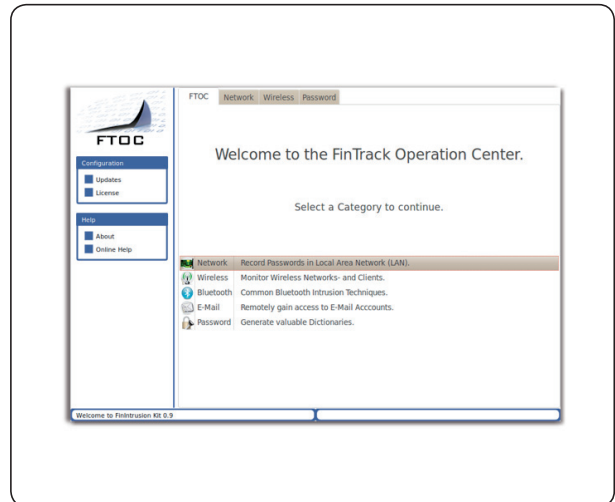 FTOC
Configuration
Updates
License
Help
About
Online Help
FTOC Network Wireless Password
Welcome to the FinTrack Operation Center.
Select a Category to continue.
Network Record Passwords in Local Area Network (LAN).
Wireless Monitor Wireless Networks- and Clients.
Bluetooth Common Bluetooth Intrusion Techniques.
E-Mail Remotely gain access to E-Mail Acccounts.
Password Generate valuable Dictionaries.
Welcome to FinIntrusion Kit 0.9